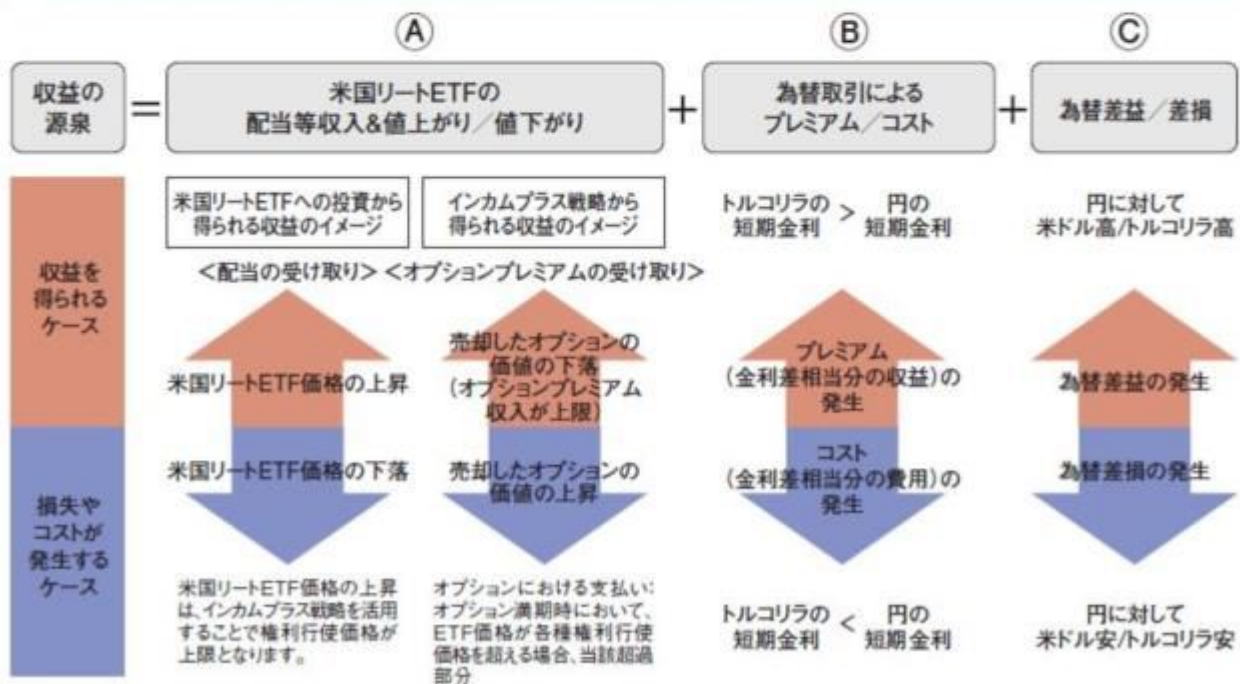 Ⓐ
Ⓑ
Ⓒ
収益の
源泉
=
米国リートETFの
配当等収入&値上がり/値下がり
+
為替取引による
プレミアム/コスト
+
為替差益/差損
収益を
得られる
ケース
損失や
コストが
発生する
ケース
米国リートETFへの投資から
得られる収益のイメージ
<配当の受け取り>
米国リートETF価格の上昇
米国リートETF価格の下落
米国リートETF価格の上昇
は、インカムプラス戦略を活用
することで権利行使価格が
上限となります。
インカムプラス戦略から
得られる収益のイメージ
<オプションプレミアムの受け取り>
売却したオプションの
価値の下落
(オプションプレミアム
収入が上限)
売却したオプションの
価値の上昇
オプションにおける支払い:
オプション満期時において、
ETF価格が各種権利行使
価格を超える場合、当該超過
部分
トルコリラの
短期金利
>
円の
短期金利
プレミアム
(金利差相当分の収益)の
発生
コスト
(金利差相当分の費用)の
発生
トルコリラの
短期金利
<
円の
短期金利
円に対して
米ドル高/トルコリラ高
為替差益の発生
為替差損の発生
円に対して
米ドル安/トルコリラ安